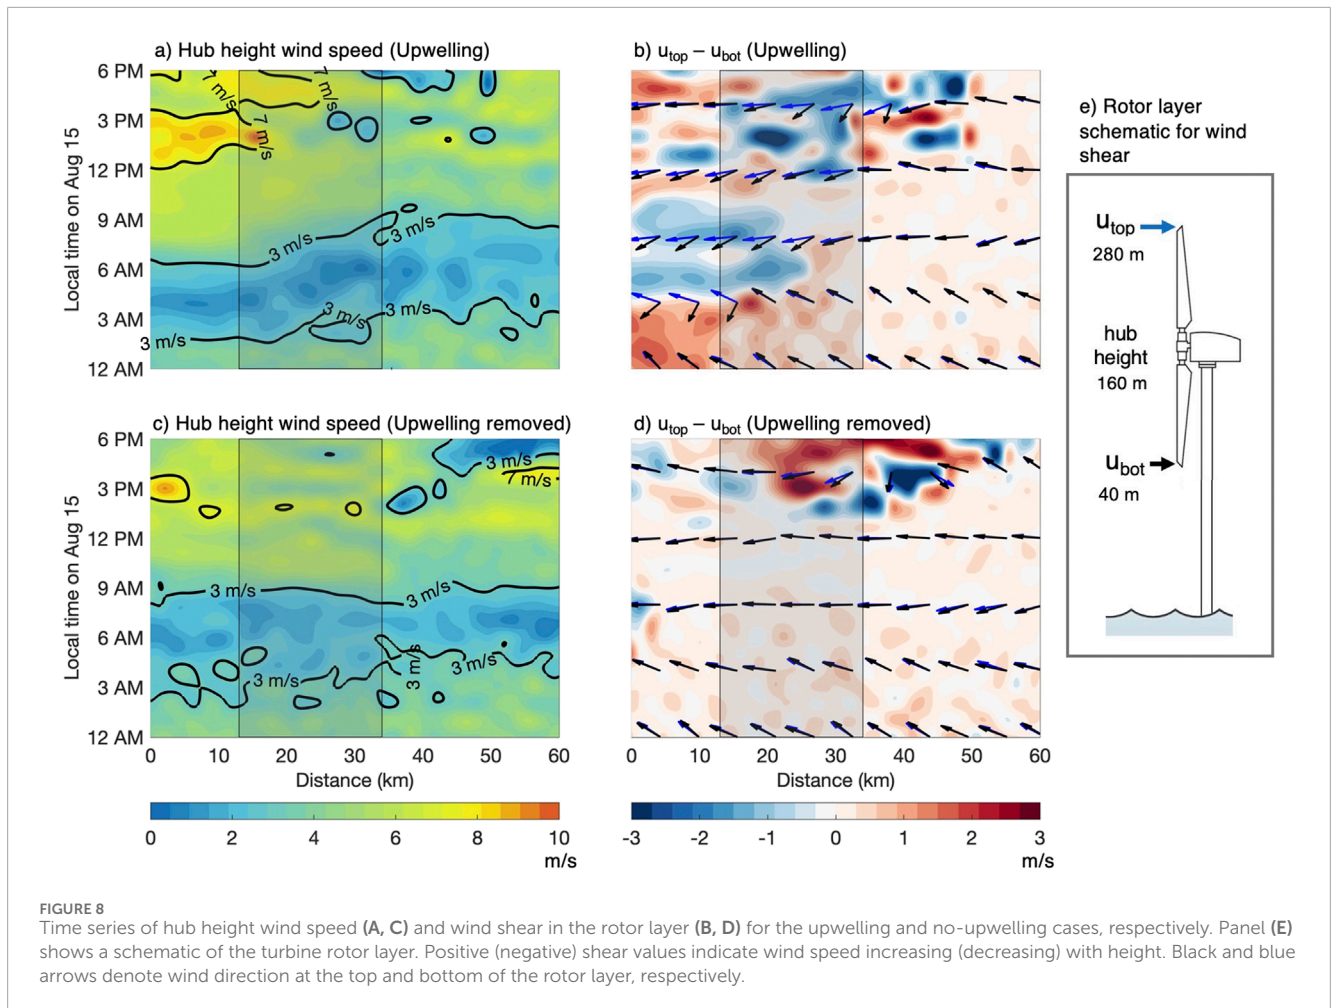 a) Hub height wind speed (Upwelling)
6 PM
3 PM
12 PM
9 AM
6 AM
3 AM
12 AM
Local time on Aug 15
7 m/s
7 m/s
7 m/s
3 m/s
3 m/s
3 m/s
3 m/s
3 m/s
b) utop – ubot (Upwelling)
e) Rotor layer
schematic for wind
shear
utop
280 m
hub
height
160 m
ubot
40 m
c) Hub height wind speed (Upwelling removed)
6 PM
3 PM
12 PM
9 AM
6 AM
3 AM
12 AM
Local time on Aug 15
3 m/s
7 m/s
3 m/s
3 m/s
3 m/s
3 m/s
3 m/s
0 10 20 30 40 50 60
Distance (km)
0 2 4 6 8 10
m/s
d) utop – ubot (Upwelling removed)
0 10 20 30 40 50 60
Distance (km)
-3 -2 -1 0 1 2 3
m/s
FIGURE 8
Time series of hub height wind speed (A, C) and wind shear in the rotor layer (B, D) for the upwelling and no-upwelling cases, respectively. Panel (E)
shows a schematic of the turbine rotor layer. Positive (negative) shear values indicate wind speed increasing (decreasing) with height. Black and blue
arrows denote wind direction at the top and bottom of the rotor layer, respectively.